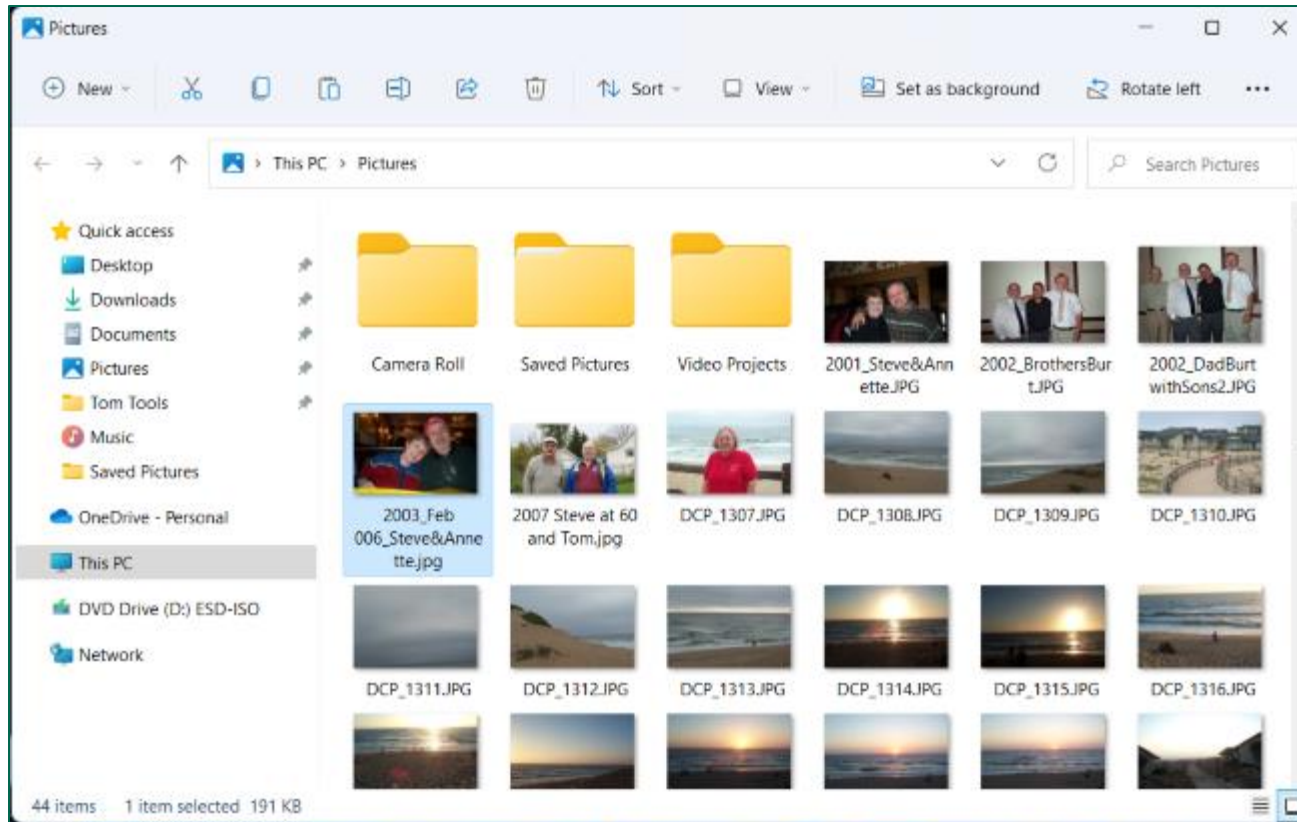 Pictures
New
Sort
View
Set as background
Rotate left
This PC > Pictures
Search Pictures
Quick access
Desktop
Downloads
Documents
Pictures
Tom Tools
Music
Saved Pictures
OneDrive - Personal
This PC
DVD Drive (D:) ESD-ISO
Network
Camera Roll
Saved Pictures
Video Projects
2001_Steve&Ann
ette.JPG
2002_BrothersBur
t.JPG
2002_DadBurt
withSons2.JPG
2003_Feb
006_Steve&Anne
tte.jpg
2007 Steve at 60
and Tom.jpg
DCP_1307.JPG
DCP_1308.JPG
DCP_1309.JPG
DCP_1310.JPG
DCP_1311.JPG
DCP_1312.JPG
DCP_1313.JPG
DCP_1314.JPG
DCP_1315.JPG
DCP_1316.JPG
44 items
1 item selected 191 KB